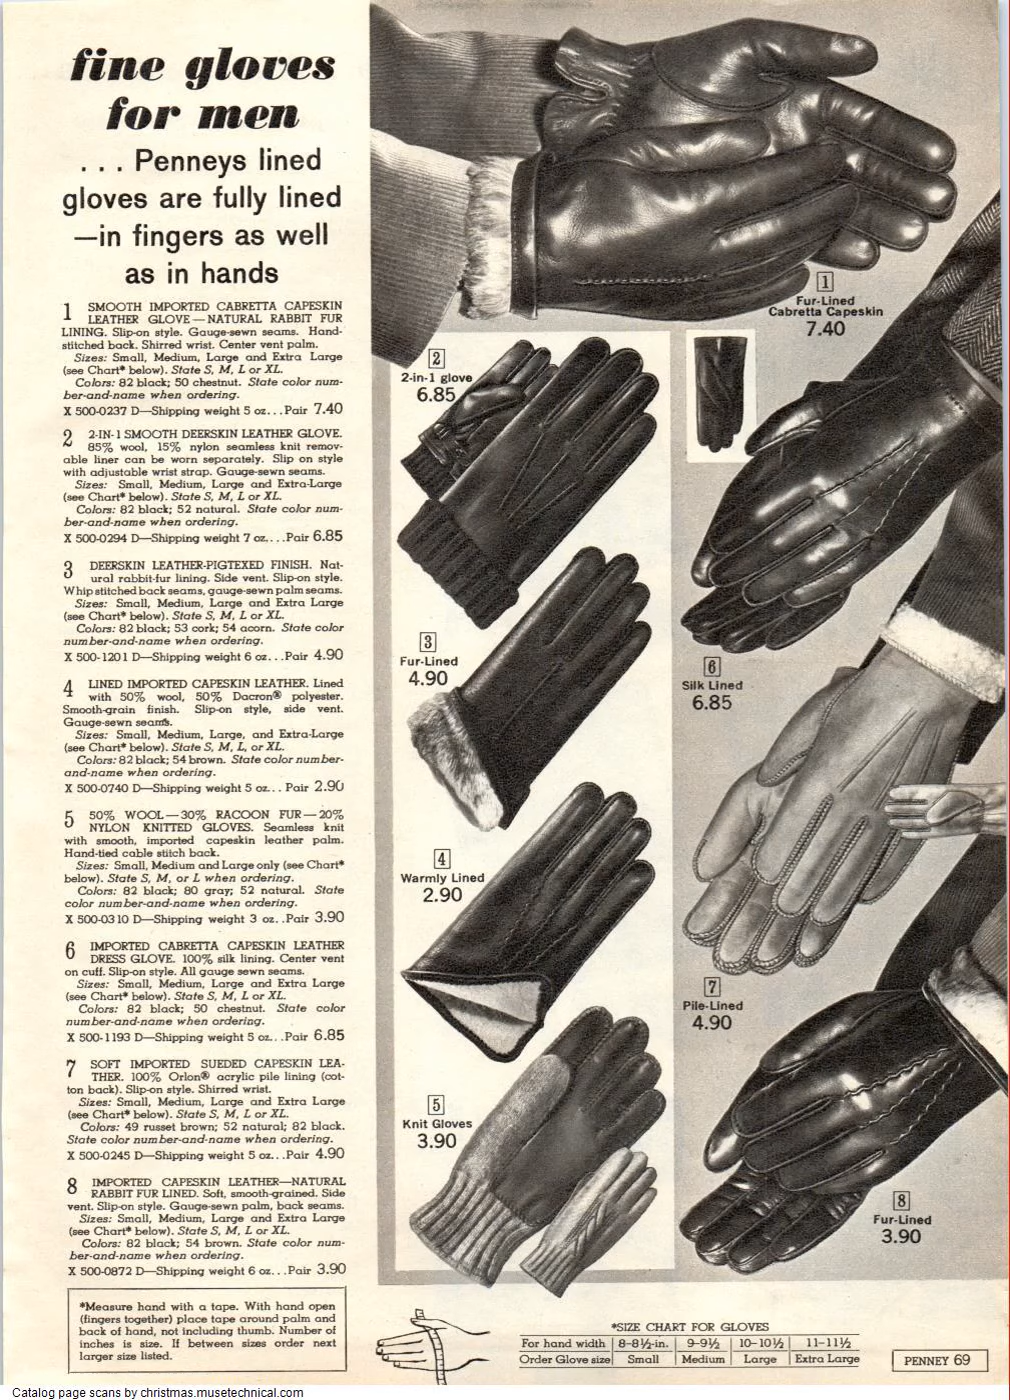 fine gloves
for men
. . . Penneys lined
gloves are fully lined
—in fingers as well
as in hands
1 SMOOTH IMPORTED CABRETTA CAPESKIN
LEATHER GLOVE—NATURAL RABBIT FUR
LINING. Slip-on style. Gauge-sewn seams. Hand-
stitched back. Shirred wrist. Center vent palm.
Sizes: Small, Medium, Large and Extra Large
(see Chart* below). State S, M, L or XL.
Colors: 82 black; 50 chestnut. State color num-
ber-and-name when ordering.
X 500-0237 D—Shipping weight 5 oz...Pair 7.40
2 2-IN-1 SMOOTH DEERSKIN LEATHER GLOVE.
85% wool, 15% nylon seamless knit remov-
able liner can be worn separately. Slip on style
with adjustable wrist strap. Gauge-sewn seams.
Sizes: Small, Medium, Large and Extra-Large
(see Chart* below). State S, M, L or XL.
Colors: 82 black; 52 natural. State color num-
ber-and-name when ordering.
X 500-0294 D—Shipping weight 7 oz....Pair 6.85
3 DEERSKIN LEATHER-PIGTEXED FINISH. Nat-
ural rabbit-fur lining. Side vent. Slip-on style.
Whipstitched back seams, gauge-sewn palm seams.
Sizes: Small, Medium, Large and Extra Large
(see Chart* below). State S, M, L or XL.
Colors: 82 black; 53 cork; 54 acorn. State color
number-and-name when ordering.
X 500-1201 D—Shipping weight 6 oz...Pair 4.90
4 LINED IMPORTED CAPESKIN LEATHER. Lined
with 50% wool, 50% Dacron® polyester.
Smooth-grain finish. Slip-on style, side vent.
Gauge-sewn seams.
Sizes: Small, Medium, Large, and Extra-Large
(see Chart* below). State S, M, L, or XL.
Colors: 82 black; 54 brown. State color number-
and-name when ordering.
X 500-0740 D—Shipping weight 5 oz... Pair 2.90
5 50% WOOL—30% RACOON FUR—20%
NYLON KNITTED GLOVES. Seamless knit
with smooth, imported capeskin leather palm.
Hand-tied cable stitch back.
Sizes: Small, Medium and Large only (see Chart*
below). State S, M, or L when ordering.
Colors: 82 black; 80 gray; 52 natural. State
color number-and-name when ordering.
X 500-0310 D—Shipping weight 3 oz..Pair 3.90
6 IMPORTED CABRETTA CAPESKIN LEATHER
DRESS GLOVE. 100% silk lining. Center vent
on cuff. Slip-on style. All gauge sewn seams.
Sizes: Small, Medium, Large and Extra Large
(see Chart* below). State S, M, L or XL.
Colors: 82 black; 50 chestnut. State color
number-and-name when ordering.
X 500-1193 D—Shipping weight 5 oz...Pair 6.85
7 SOFT IMPORTED SUEDED CAPESKIN LEA-
THER. 100% Orlon® acrylic pile lining (cot-
ton back). Slip-on style. Shirred wrist.
Sizes: Small, Medium, Large and Extra Large
(see Chart* below). State S, M, L or XL.
Colors: 49 russet brown; 52 natural; 82 black.
State color number-and-name when ordering.
X 500-0245 D—Shipping weight 5 oz...Pair 4.90
8 IMPORTED CAPESKIN LEATHER—NATURAL
RABBIT FUR LINED. Soft, smooth-grained. Side
vent. Slip-on style. Gauge-sewn palm, back seams.
Sizes: Small, Medium, Large and Extra Large
(see Chart* below). State S, M, L or XL.
Colors: 82 black; 54 brown. State color num-
ber-and-name when ordering.
X 500-0872 D—Shipping weight 6 oz...Pair 3.90
*Measure hand with a tape. With hand open
(fingers together) place tape around palm and
back of hand, not including thumb. Number of
inches is size. If between sizes order next
larger size listed.
1
Fur-Lined
Cabretta Capeskin
7.40
2
2-in-1 glove
6.85
3
Fur-Lined
4.90
4
Warmly Lined
2.90
5
Knit Gloves
3.90
6
Silk Lined
6.85
7
Pile-Lined
4.90
8
Fur-Lined
3.90
*SIZE CHART FOR GLOVES
For hand width 8-8½-in. 9-9½ 10-10½ 11-11½
Order Glove size Small Medium Large Extra Large
PENNEY 69
Catalog page scans by christmas.musetechnical.com